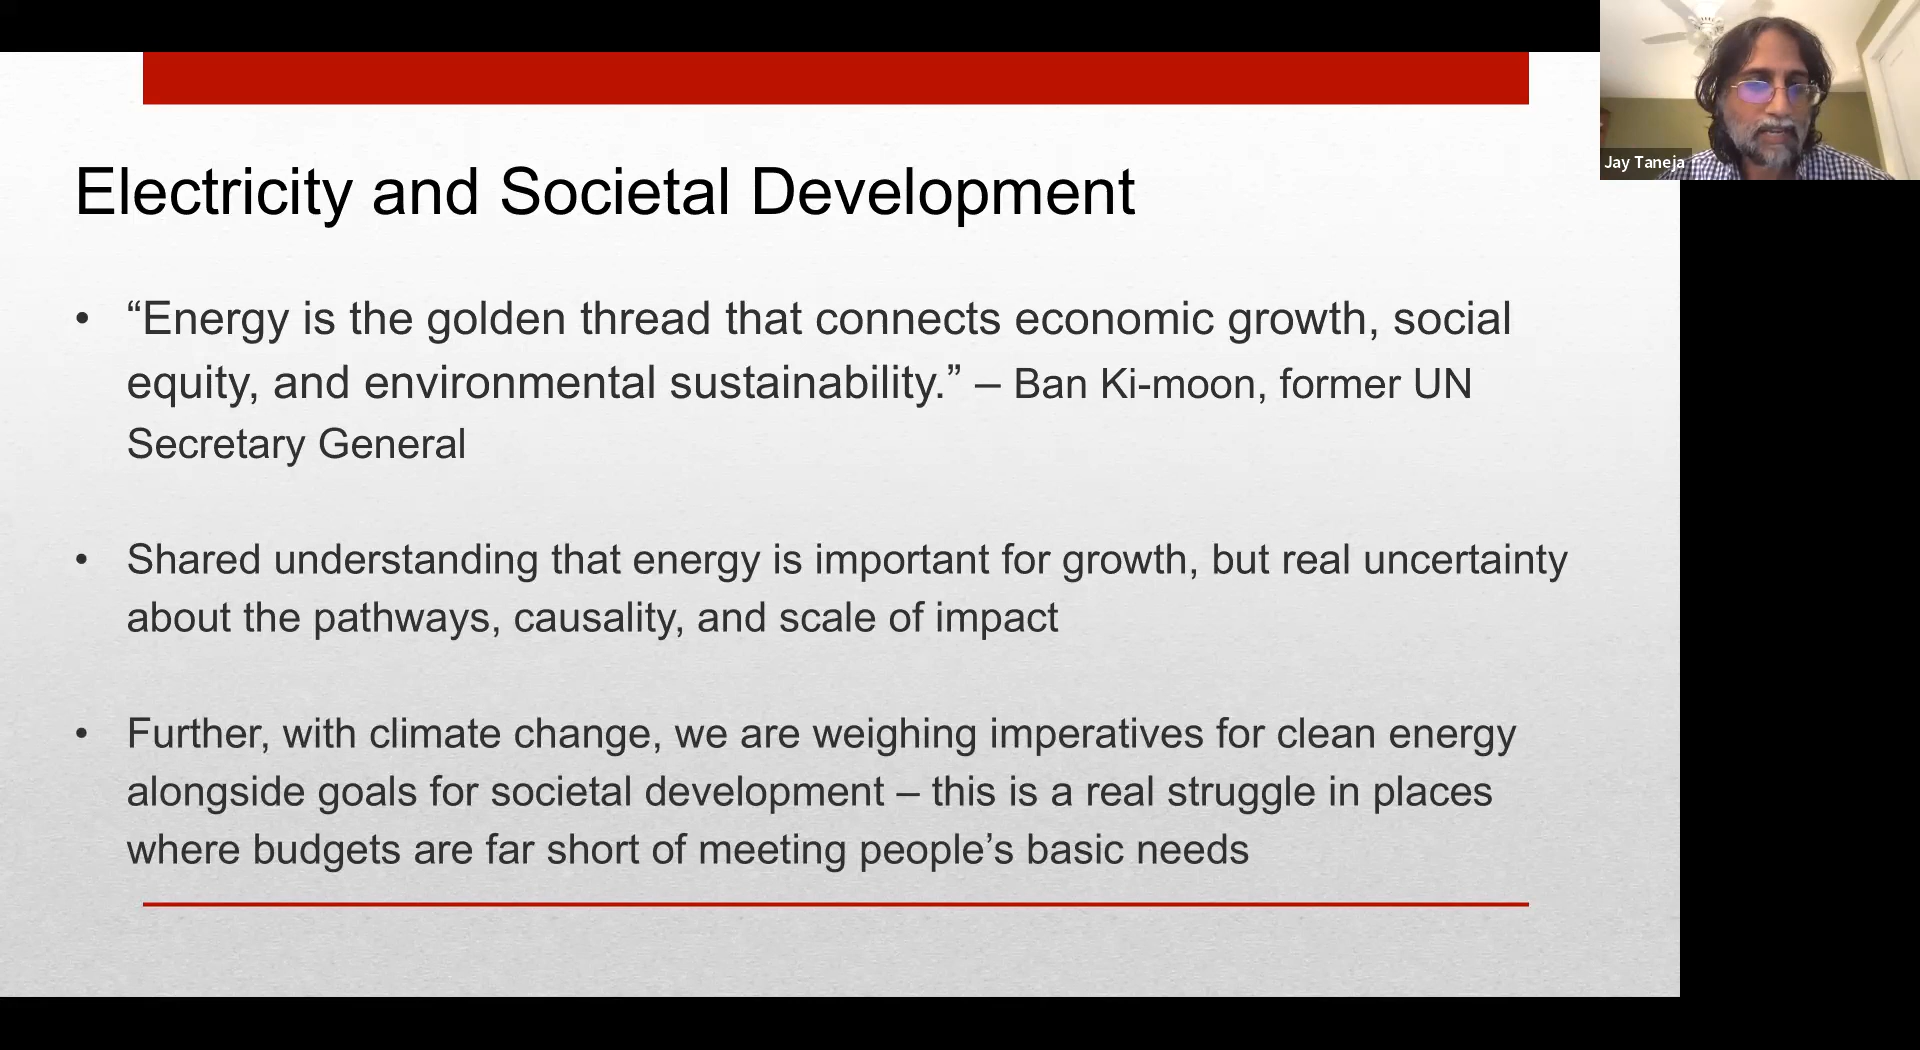 Jay Taneja
Electricity and Societal Development
• “Energy is the golden thread that connects economic growth, social
equity, and environmental sustainability.” – Ban Ki-moon, former UN
Secretary General
• Shared understanding that energy is important for growth, but real uncertainty
about the pathways, causality, and scale of impact
• Further, with climate change, we are weighing imperatives for clean energy
alongside goals for societal development – this is a real struggle in places
where budgets are far short of meeting people’s basic needs